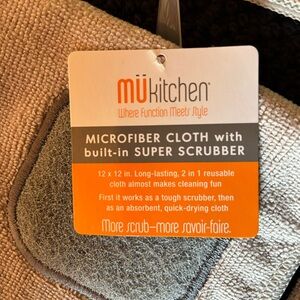 mükitchen®
Where Function Meets Style
MICROFIBER CLOTH with
built-in SUPER SCRUBBER
12 x 12 in. Long-lasting, 2 in 1 reusable
cloth almost makes cleaning fun
First it works as a tough scrubber, then
as an absorbent, quick-drying cloth
More scrub—more savoir-faire.